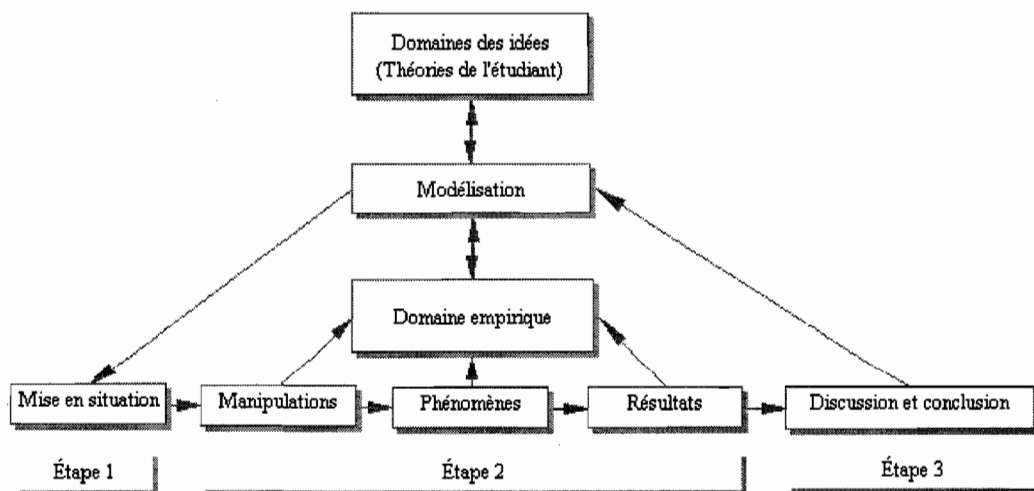 Domaines des idées
(Théories de l'étudiant)
Modélisation
Domaine empirique
Mise en situation
Manipulations
Phénomènes
Résultats
Discussion et conclusion
Étape 1
Étape 2
Étape 3